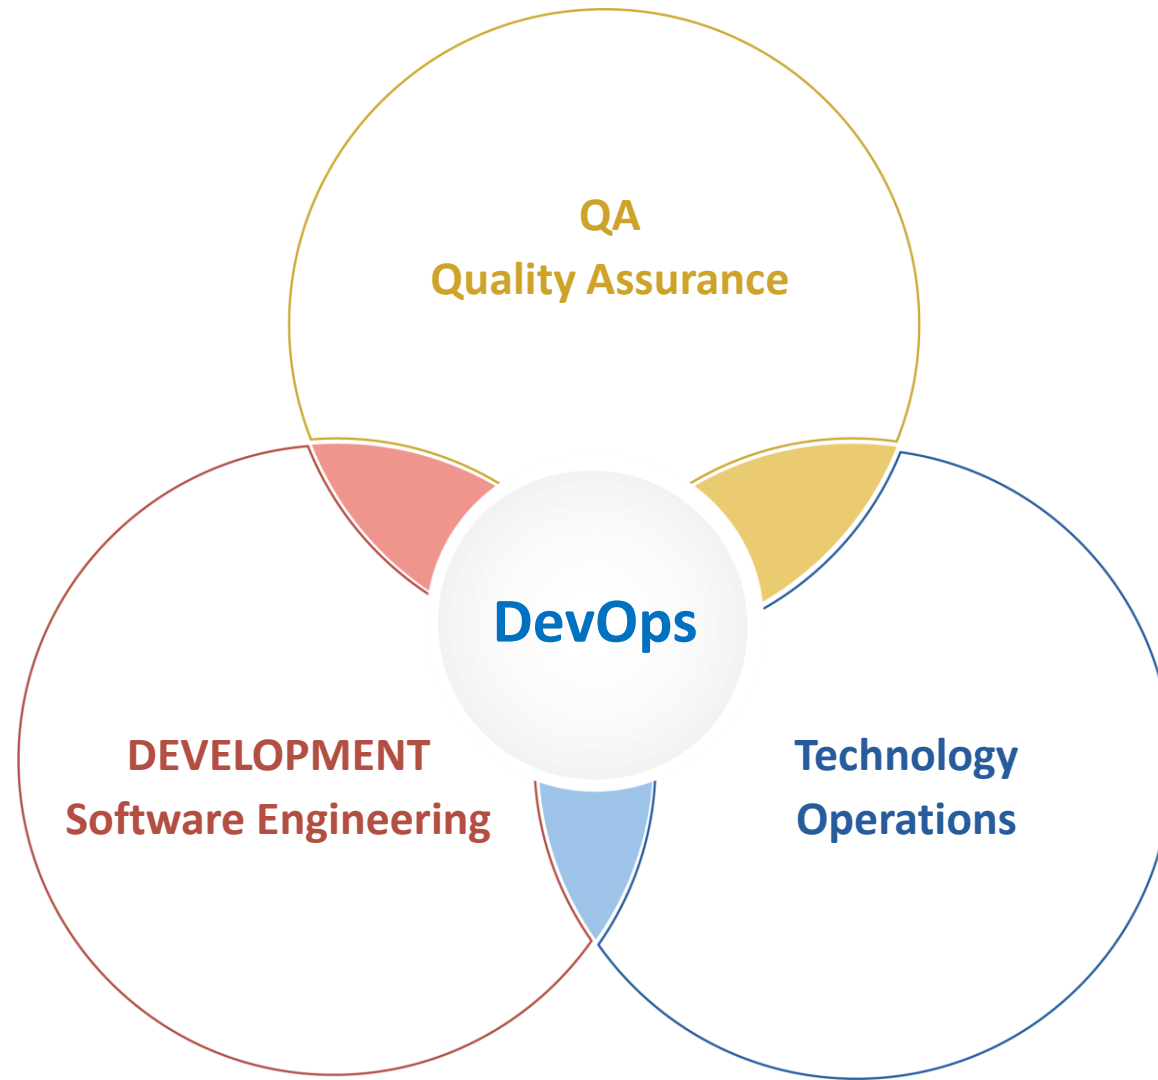 QA
Quality Assurance
DevOps
DEVELOPMENT
Software Engineering
Technology
Operations